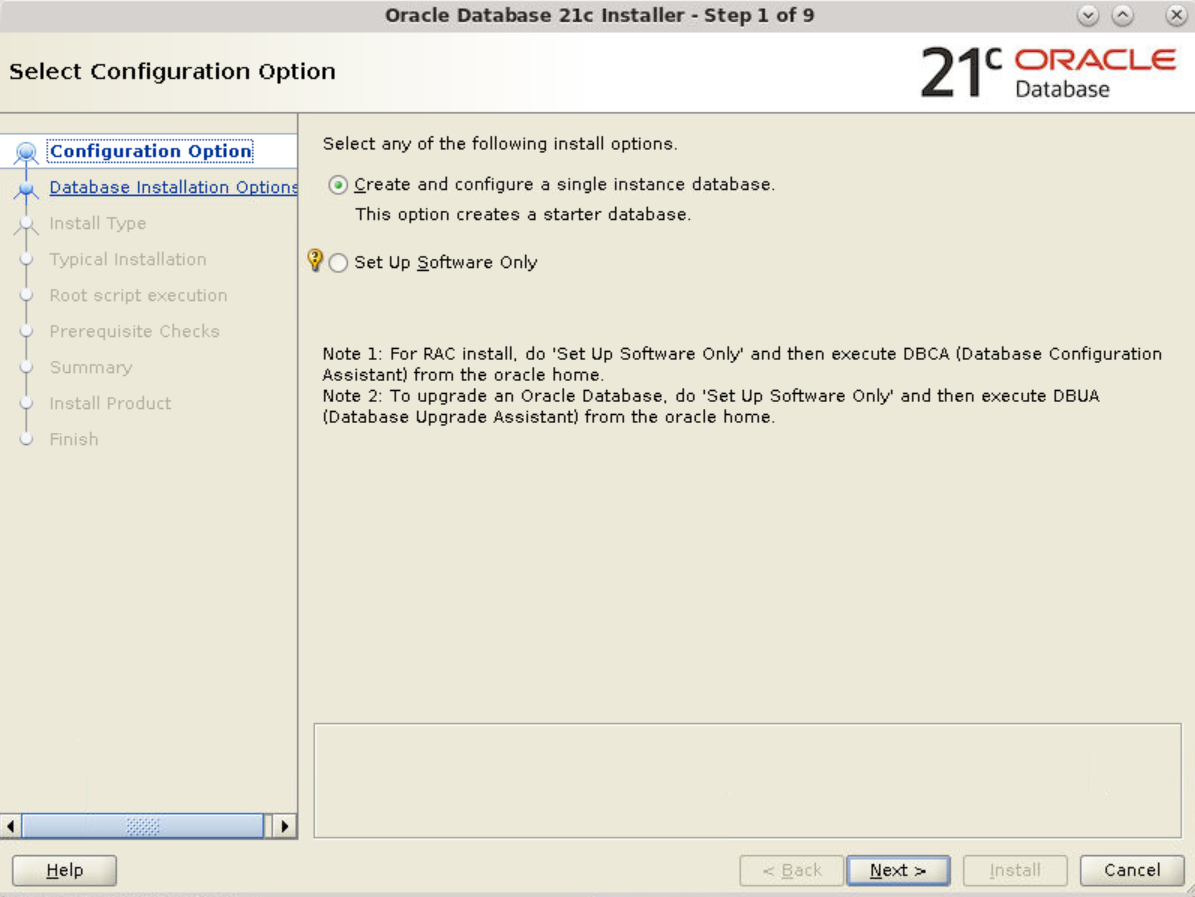 Oracle Database 21c Installer - Step 1 of 9
Select Configuration Option
21c ORACLE
Database
Configuration Option
Database Installation Options
Install Type
Typical Installation
Root script execution
Prerequisite Checks
Summary
Install Product
Finish
Select any of the following install options.
Create and configure a single instance database.
This option creates a starter database.
Set Up Software Only
Note 1: For RAC install, do 'Set Up Software Only' and then execute DBCA (Database Configuration
Assistant) from the oracle home.
Note 2: To upgrade an Oracle Database, do 'Set Up Software Only' and then execute DBUA
(Database Upgrade Assistant) from the oracle home.
Help
< Back
Next >
Install
Cancel